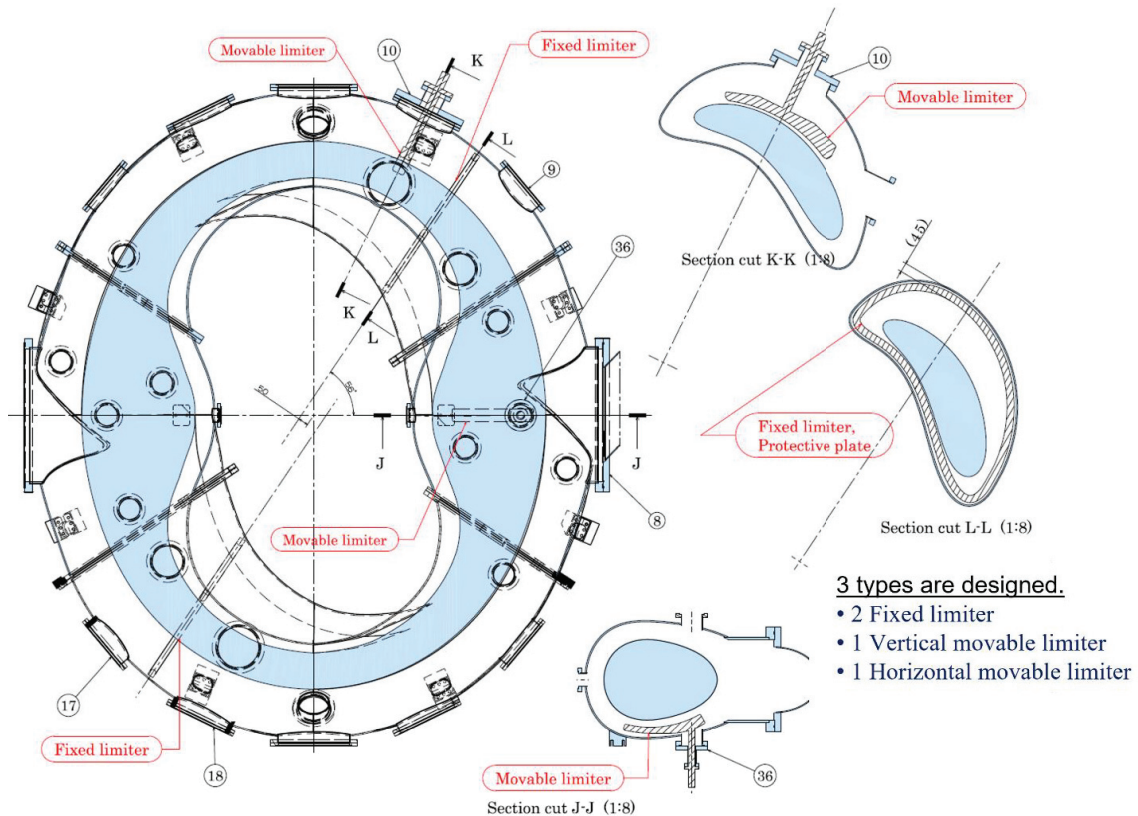 Movable limiter
Fixed limiter
10
K
L
9
36
K
L
50
56°
J
J
8
Movable limiter
17
18
Fixed limiter
10
Movable limiter
Section cut K-K (1:8)
(45)
Fixed limiter,
Protective plate
Section cut L-L (1:8)
3 types are designed.
• 2 Fixed limiter
• 1 Vertical movable limiter
• 1 Horizontal movable limiter
Movable limiter
36
Section cut J-J (1:8)